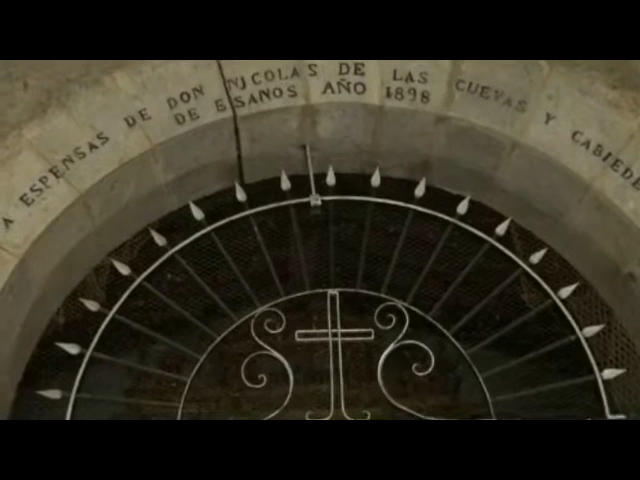 A ESPENSAS DE DON NICOLAS DE LAS CUEVAS Y CABIEDE
DE ESANOS AÑO 1898